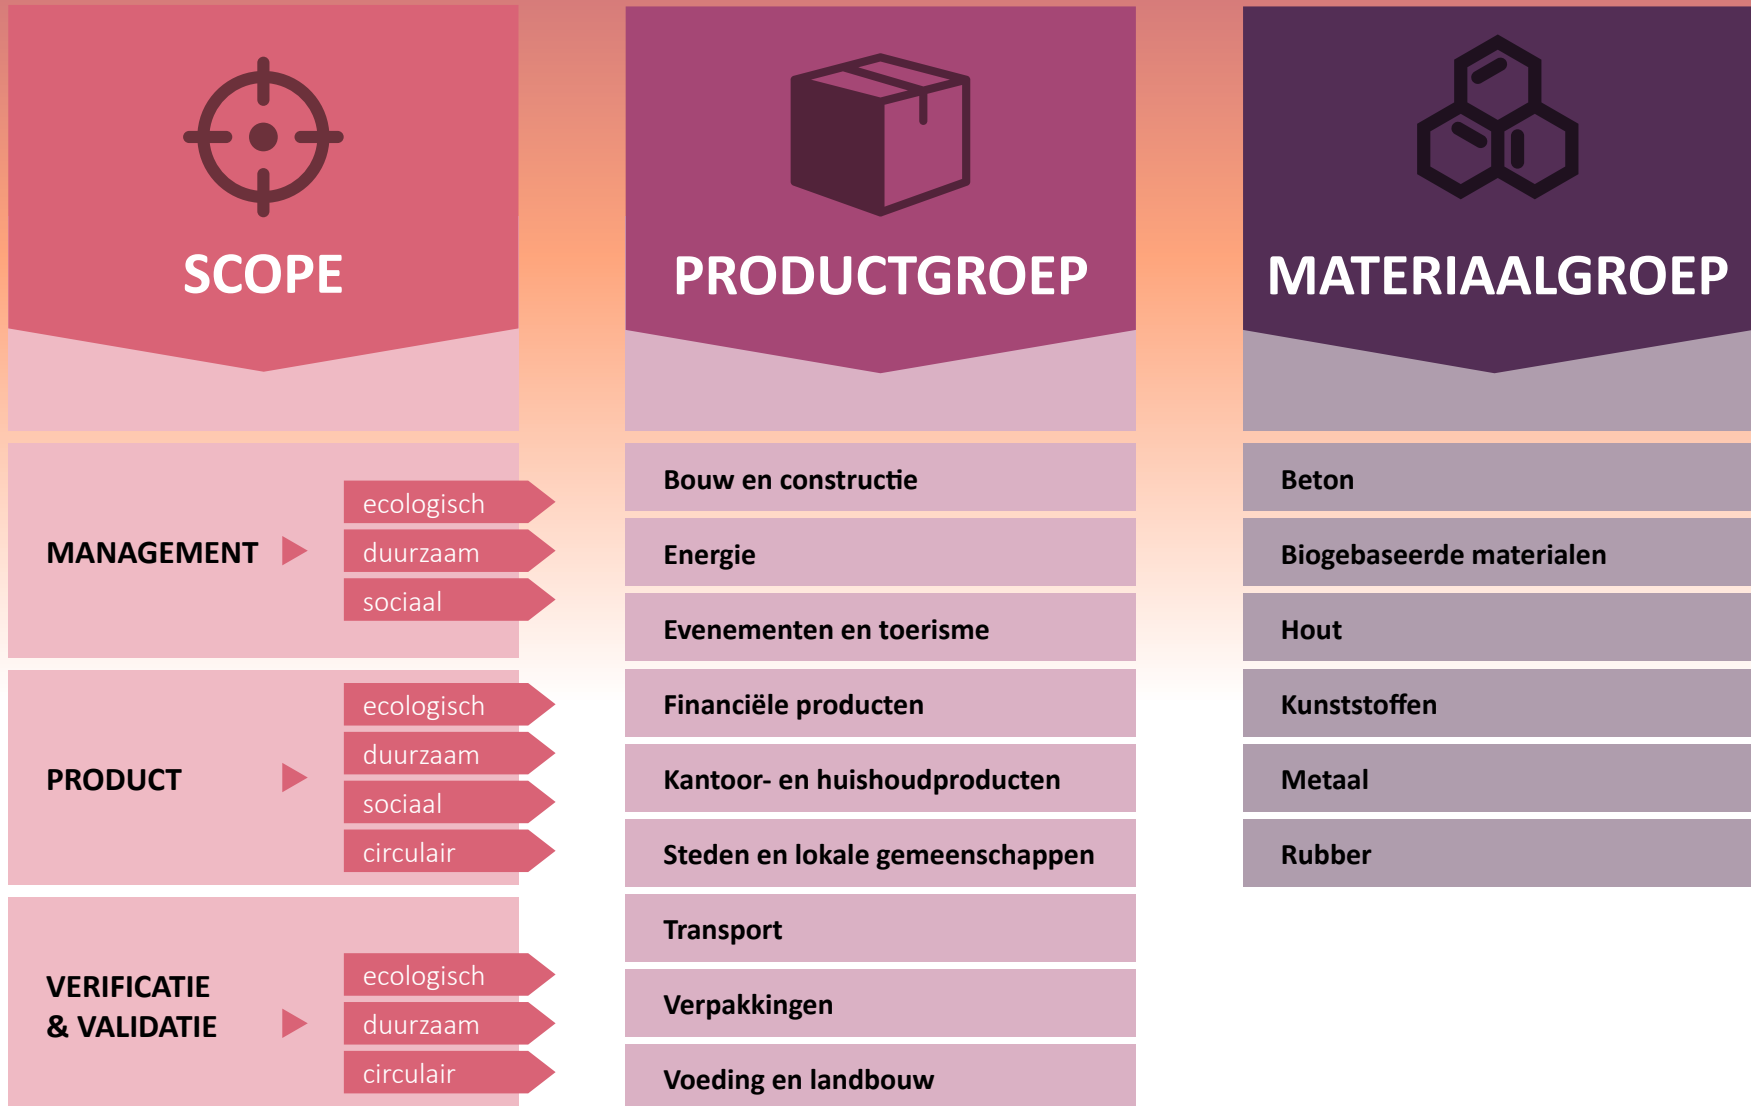 SCOPE
MANAGEMENT
ecologisch
duurzaam
sociaal
PRODUCT
ecologisch
duurzaam
sociaal
circulair
VERIFICATIE
& VALIDATIE
ecologisch
duurzaam
circulair
PRODUCTGROEP
Bouw en constructie
Energie
Evenementen en toerisme
Financiële producten
Kantoor- en huishoudproducten
Steden en lokale gemeenschappen
Transport
Verpakkingen
Voeding en landbouw
MATERIAALGROEP
Beton
Biogebaseerde materialen
Hout
Kunststoffen
Metaal
Rubber